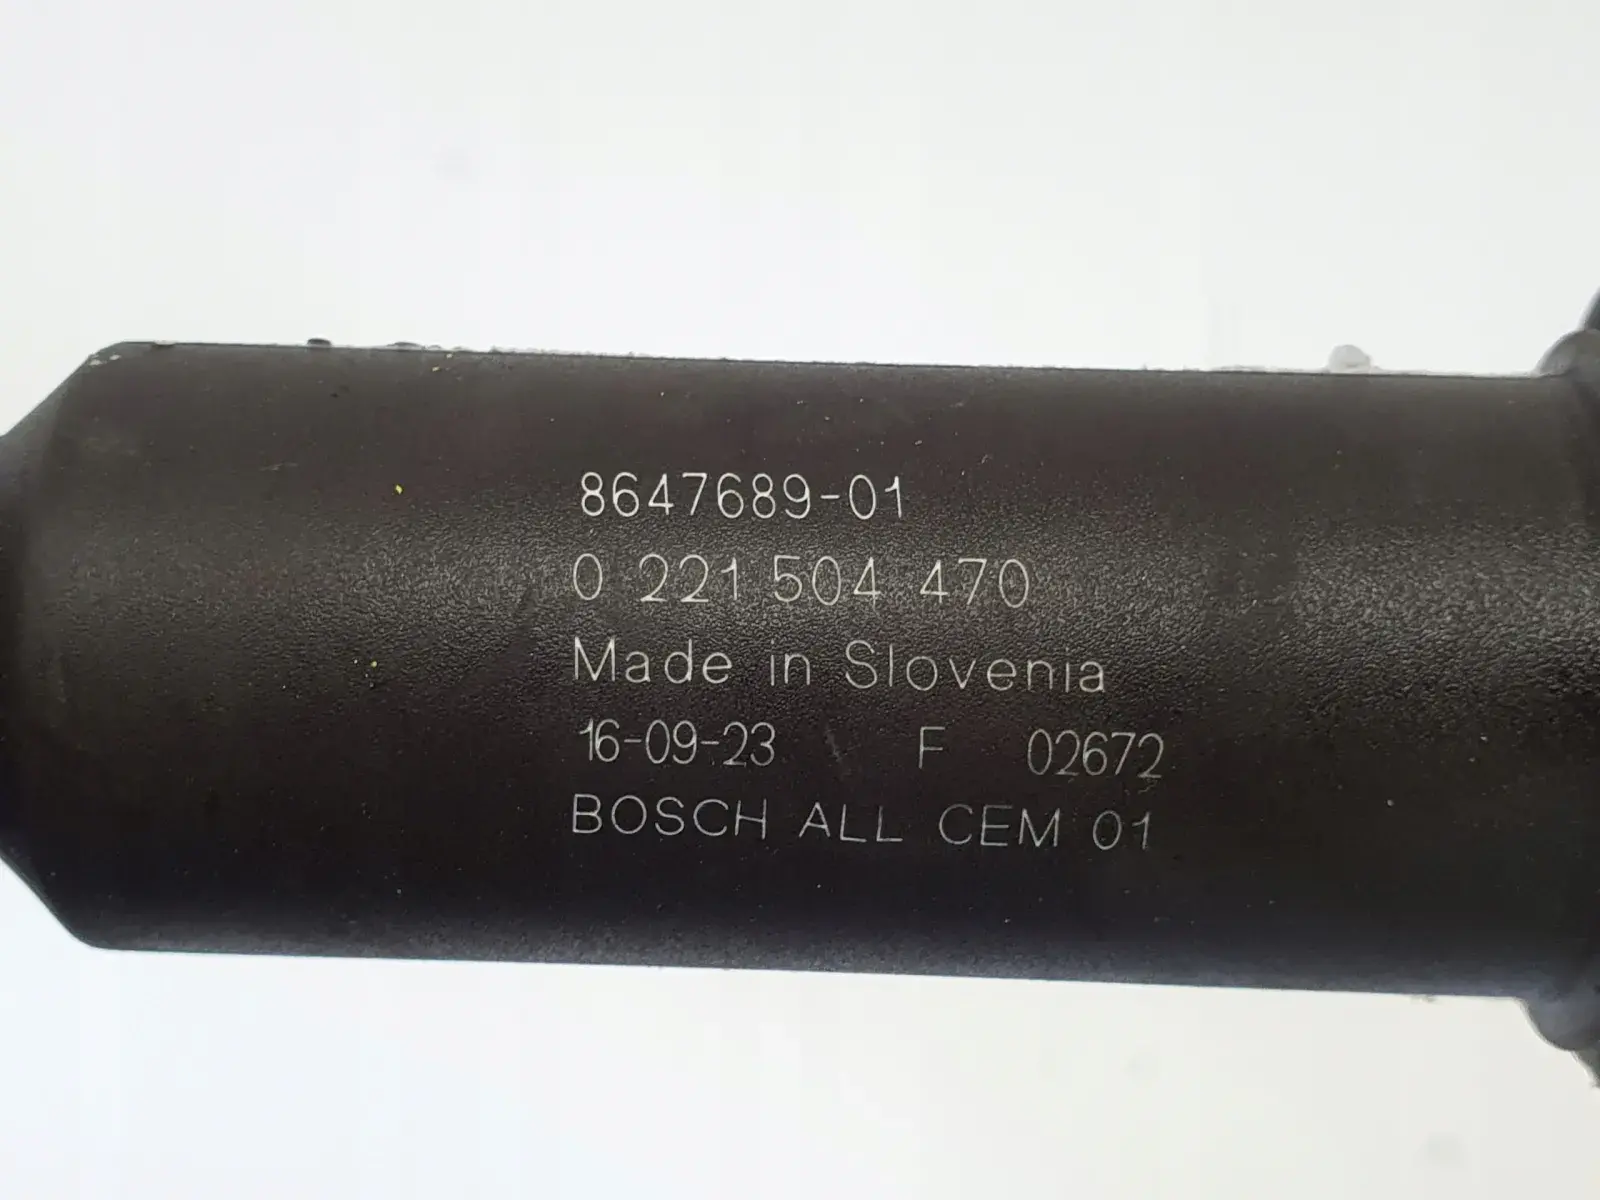 8647689-01
0 221 504 470
Made in Slovenia
16-09-23 F 02672
BOSCH ALL CEM 01